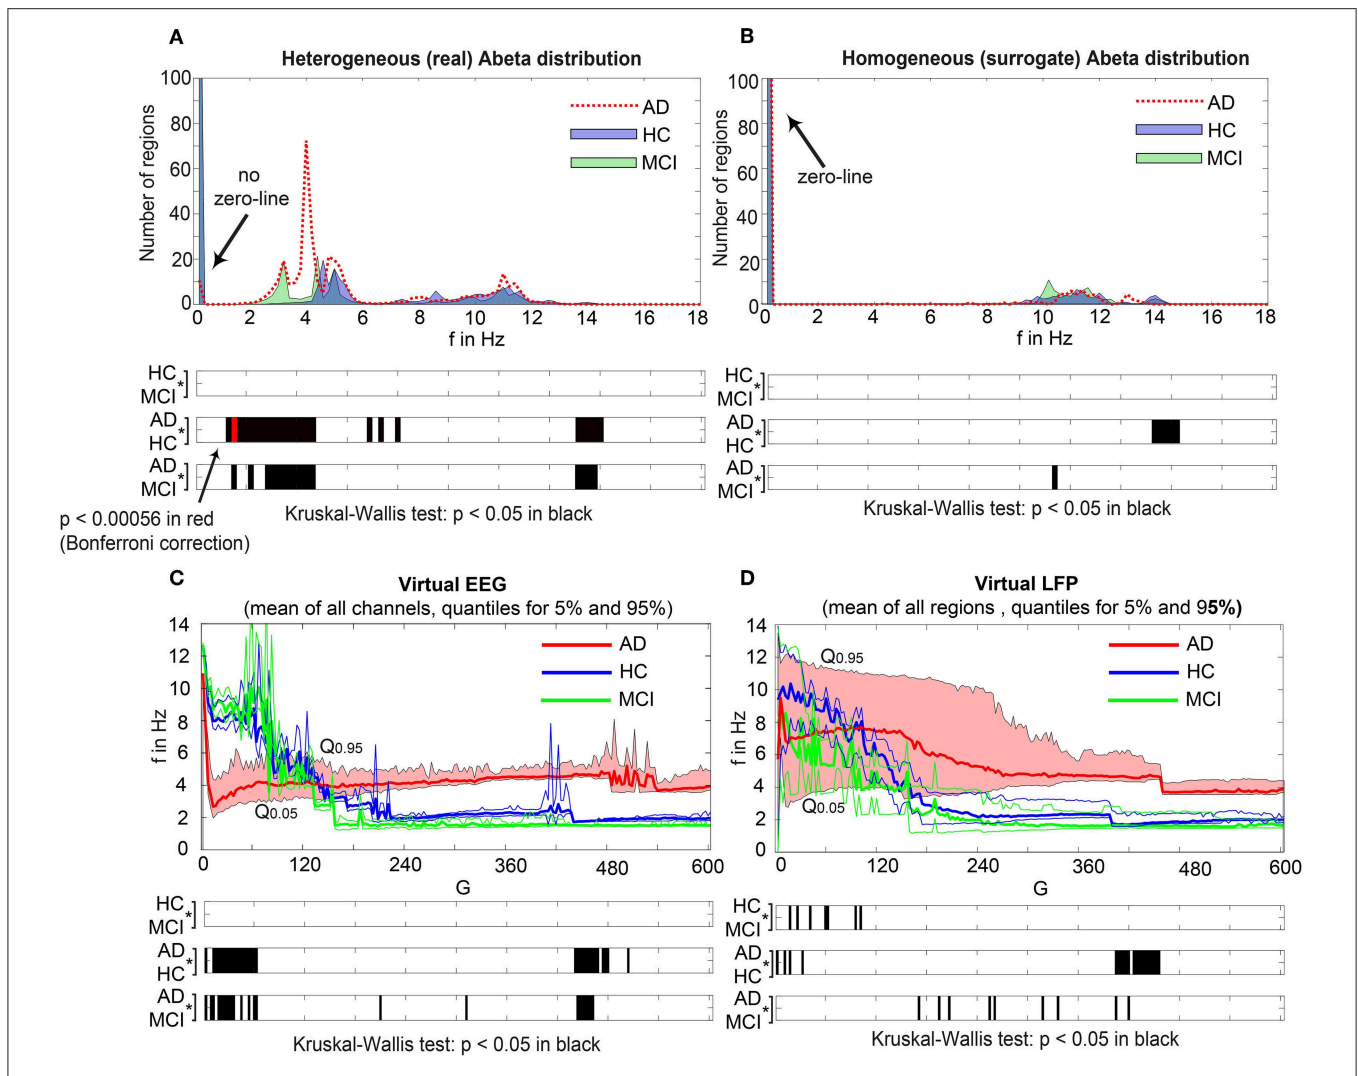 A
Heterogeneous (real) Abeta distribution
Number of regions
100
80
60
40
20
0
no
zero-line
AD
HC
MCI
0 2 4 6 8 10 12 14 16 18
f in Hz
HC
MCI
*
AD
HC
*
AD
MCI
*
Kruskal-Wallis test: p < 0.05 in black
p < 0.00056 in red
(Bonferroni correction)
B
Homogeneous (surrogate) Abeta distribution
Number of regions
100
80
60
40
20
0
zero-line
AD
HC
MCI
0 2 4 6 8 10 12 14 16 18
f in Hz
HC
MCI
*
AD
HC
*
AD
MCI
*
Kruskal-Wallis test: p < 0.05 in black
C
Virtual EEG
(mean of all channels, quantiles for 5% and 95%)
f in Hz
14
12
10
8
6
4
2
0
AD
HC
MCI
Q0.95
Q0.05
0 120 240 360 480 600
G
HC
MCI
*
AD
HC
*
AD
MCI
*
Kruskal-Wallis test: p < 0.05 in black
D
Virtual LFP
(mean of all regions , quantiles for 5% and 95%)
f in Hz
14
12
10
8
6
4
2
0
Q0.95
Q0.05
AD
HC
MCI
0 120 240 360 480 600
G
HC
MCI
*
AD
HC
*
AD
MCI
*
Kruskal-Wallis test: p < 0.05 in black